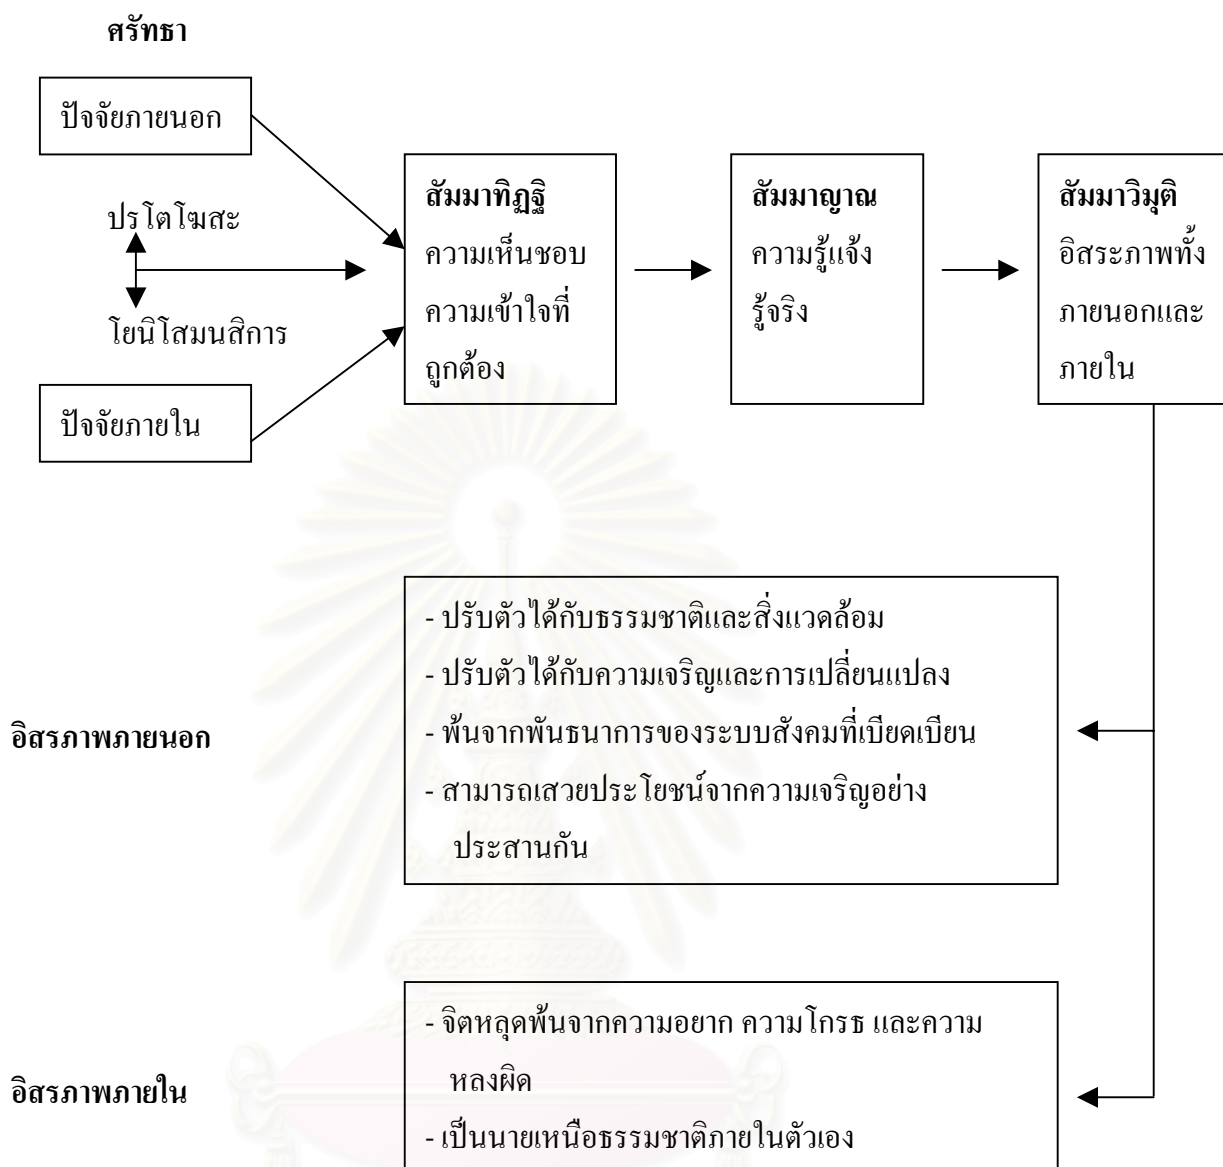 ศรัทธา
ปัจจัยภายนอก
ปรโตโฆสะ
โยนิโสมนสิการ
ปัจจัยภายใน
สัมมาทิฏฐิ
ความเห็นชอบ
ความเข้าใจที่
ถูกต้อง
สัมมาญาณ
ความรู้แจ้ง
รู้จริง
สัมมาวิมุติ
อิสระภาพทั้ง
ภายนอกและ
ภายใน
อิสรภาพภายนอก
- ปรับตัวได้กับธรรมชาติและสิ่งแวดล้อม
- ปรับตัวได้กับความเจริญและการเปลี่ยนแปลง
- พ้นจากพันธนาการของระบบสังคมที่เบียดเบียน
- สามารถเสวยประโยชน์จากความเจริญอย่าง
ประสานกัน
อิสรภาพภายใน
- จิตหลุดพ้นจากความอยาก ความโกรธ และความ
หลงผิด
- เป็นนายเหนือธรรมชาติภายในตัวเอง